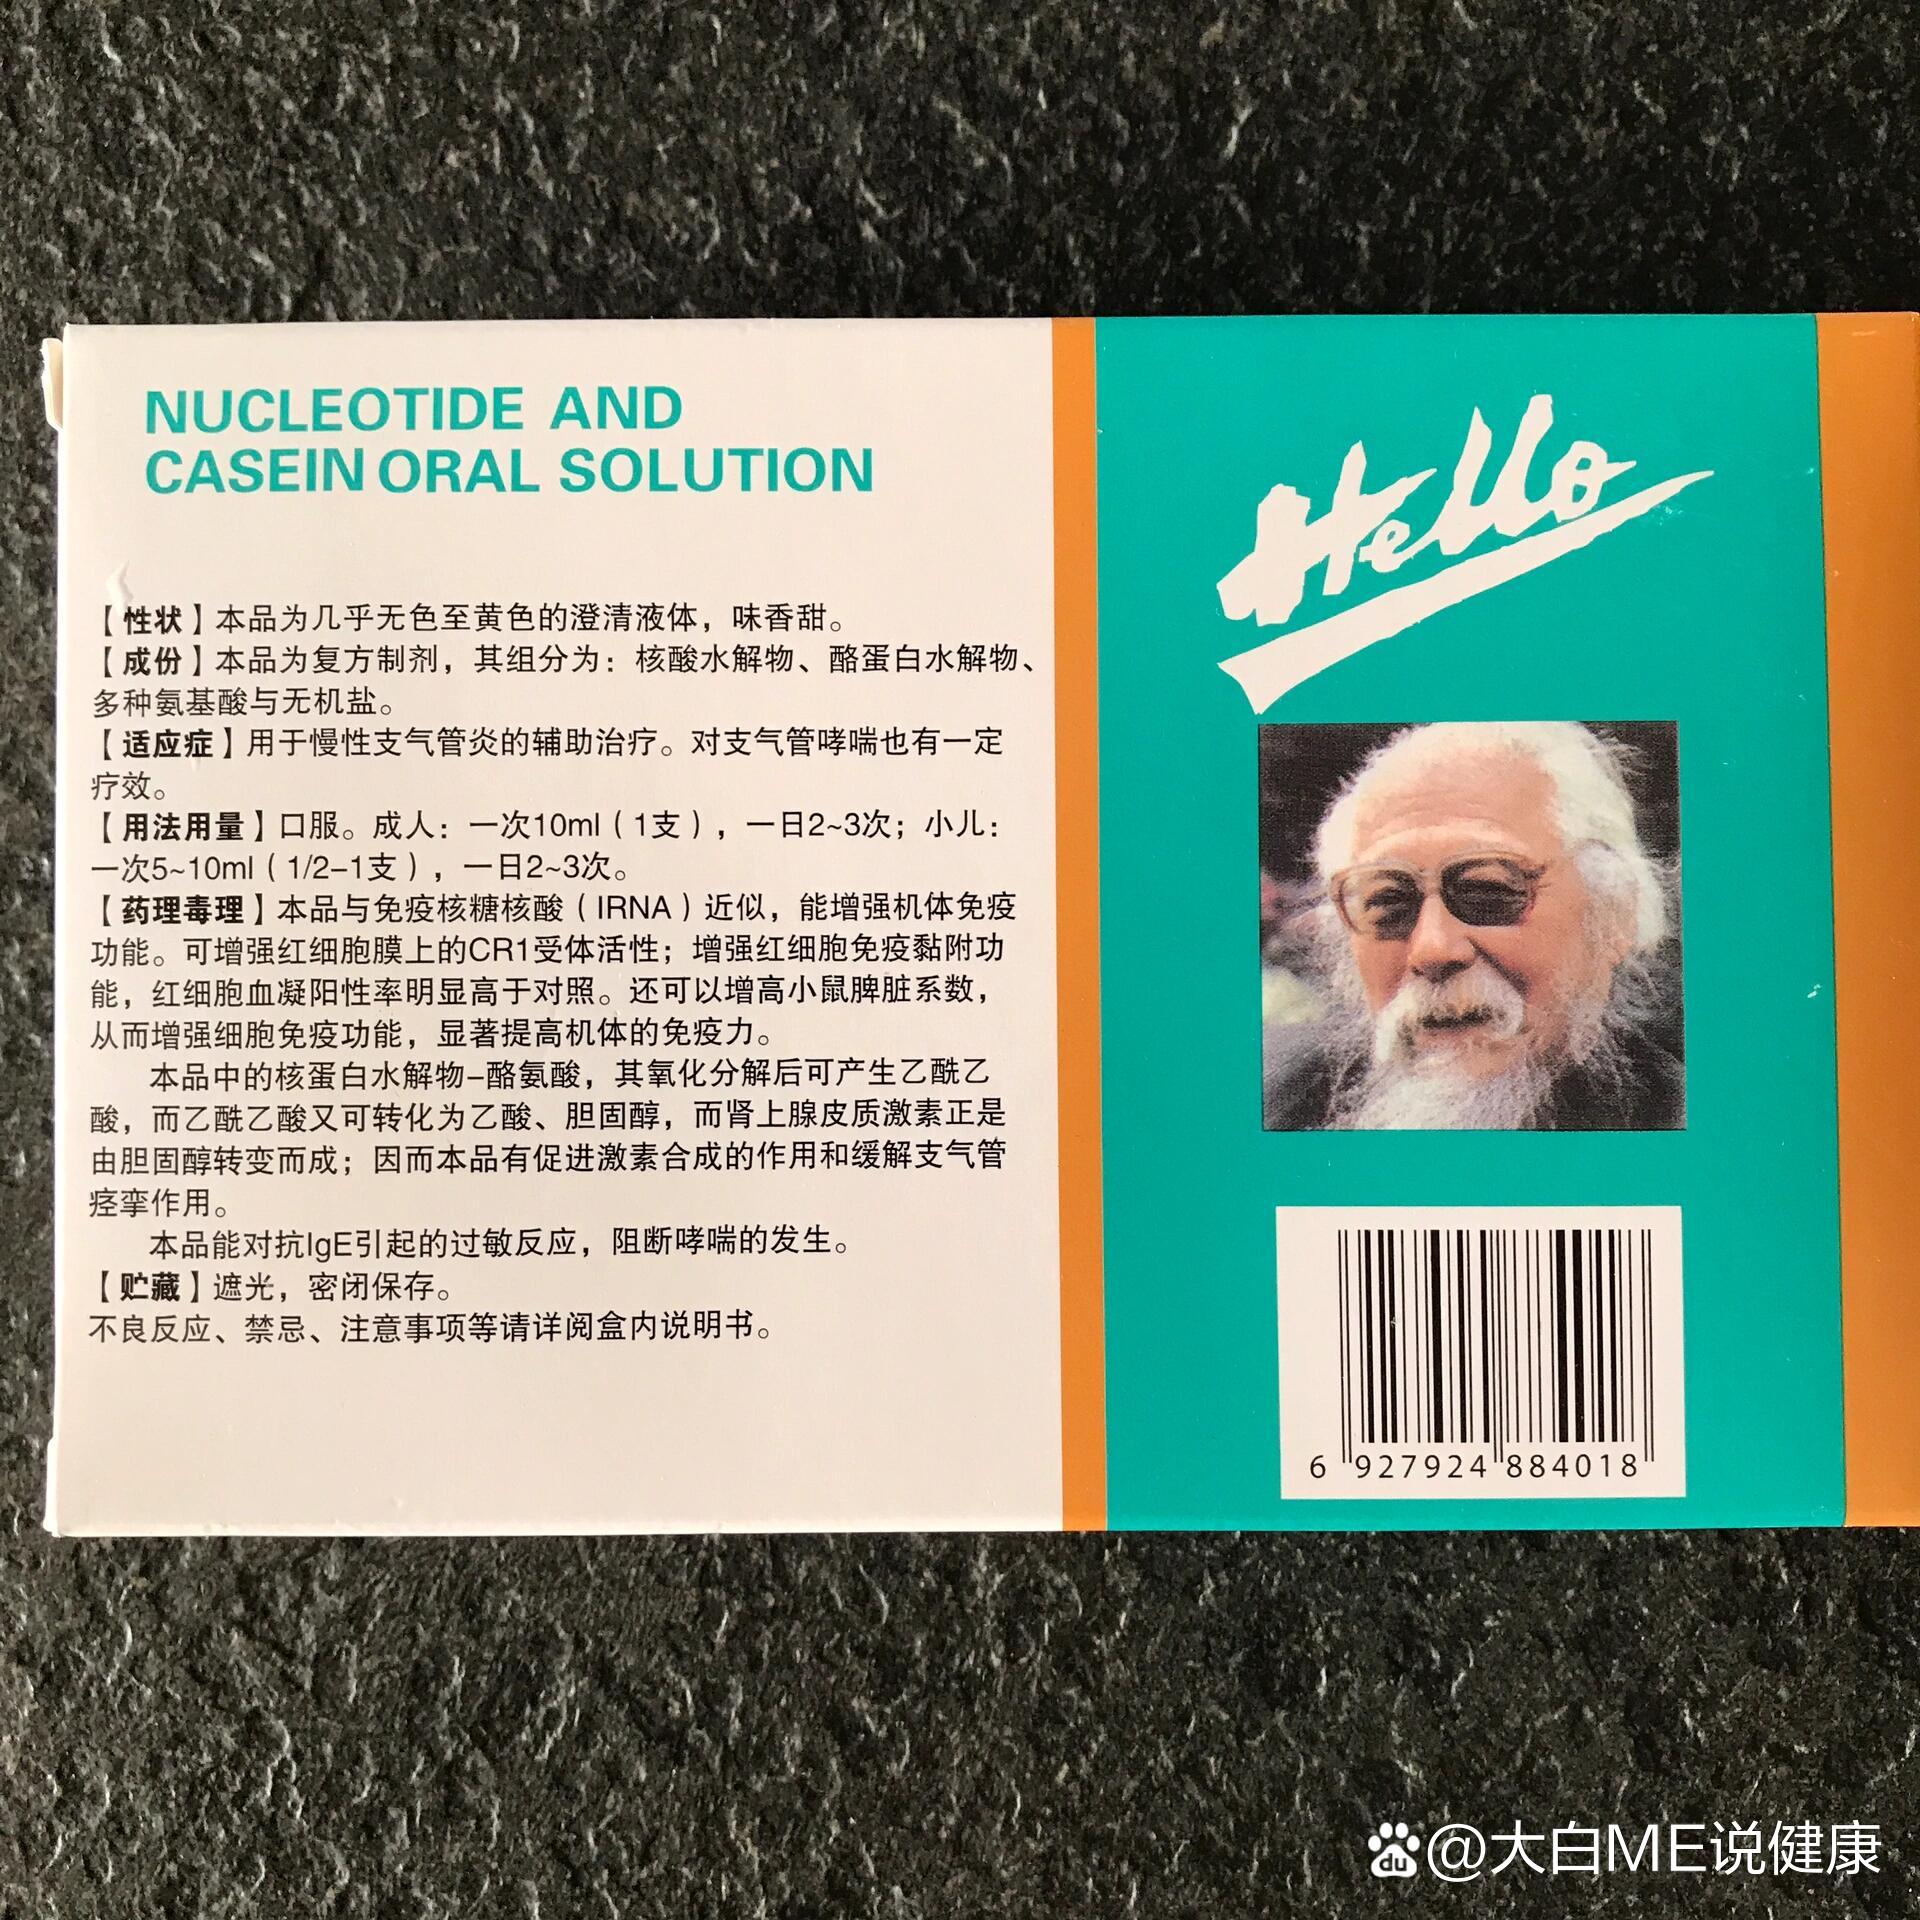 NUCLEOTIDE AND
CASEIN ORAL SOLUTION
【性状】本品为几乎无色至黄色的澄清液体，味香甜。
【成份】本品为复方制剂，其组分为：核酸水解物、酪蛋白水解物、
多种氨基酸与无机盐。
【适应症】用于慢性支气管炎的辅助治疗。对支气管哮喘也有一定
疗效。
【用法用量】口服。成人：一次10ml（1支），一日2~3次；小儿：
一次5~10ml（1/2-1支），一日2~3次。
【药理毒理】本品与免疫核糖核酸（IRNA）近似，能增强机体免疫
功能。可增强红细胞膜上的CR1受体活性；增强红细胞免疫黏附功
能，红细胞血凝阳性率明显高于对照。还可以增高小鼠脾脏系数，
从而增强细胞免疫功能，显著提高机体的免疫力。
本品中的核蛋白水解物-酪氨酸，其氧化分解后可产生乙酰乙
酸，而乙酰乙酸又可转化为乙酸、胆固醇，而肾上腺皮质激素正是
由胆固醇转变而成；因而本品有促进激素合成的作用和缓解支气管
痉挛作用。
本品能对抗IgE引起的过敏反应，阻断哮喘的发生。
【贮藏】遮光，密闭保存。
不良反应、禁忌、注意事项等请详阅盒内说明书。
Hello
6 927924 884018
du @大白ME说健康